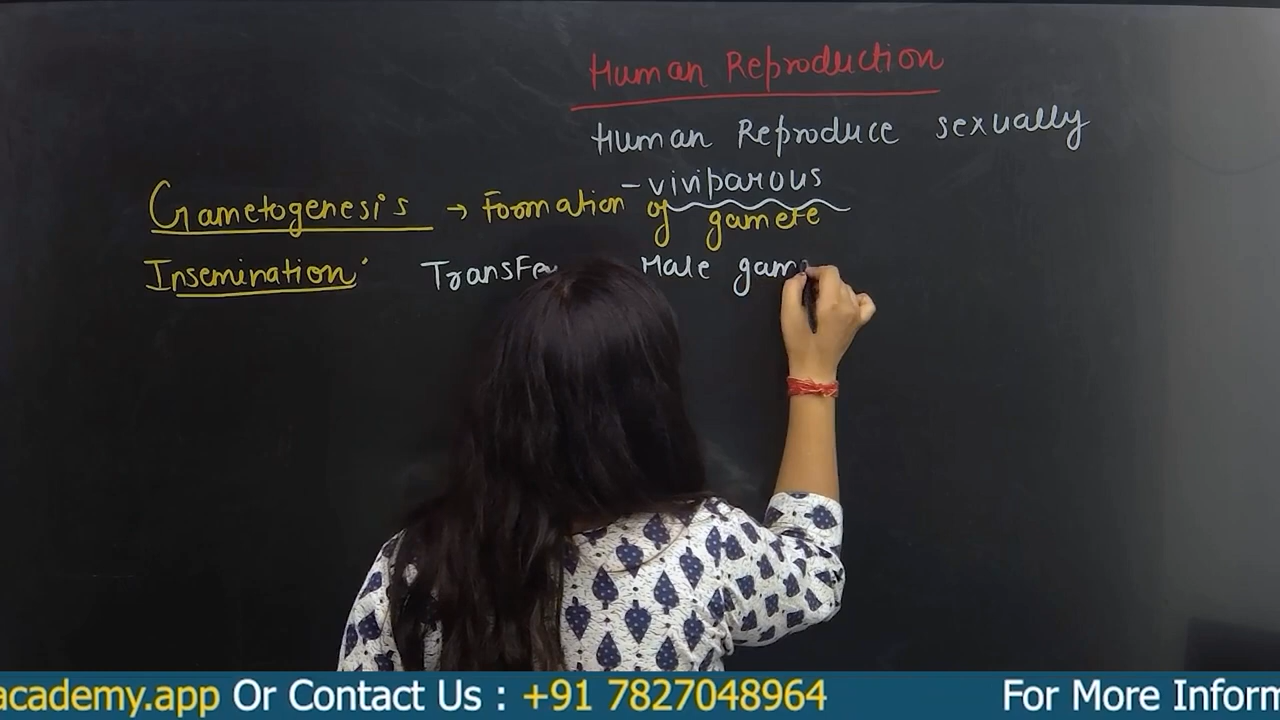 Human Reproduction
Human Reproduce sexually
- viviparous
Gametogenesis → Formation of gamete
Insemination: Male gam
academy.app Or Contact Us : +91 7827048964 For More Inform